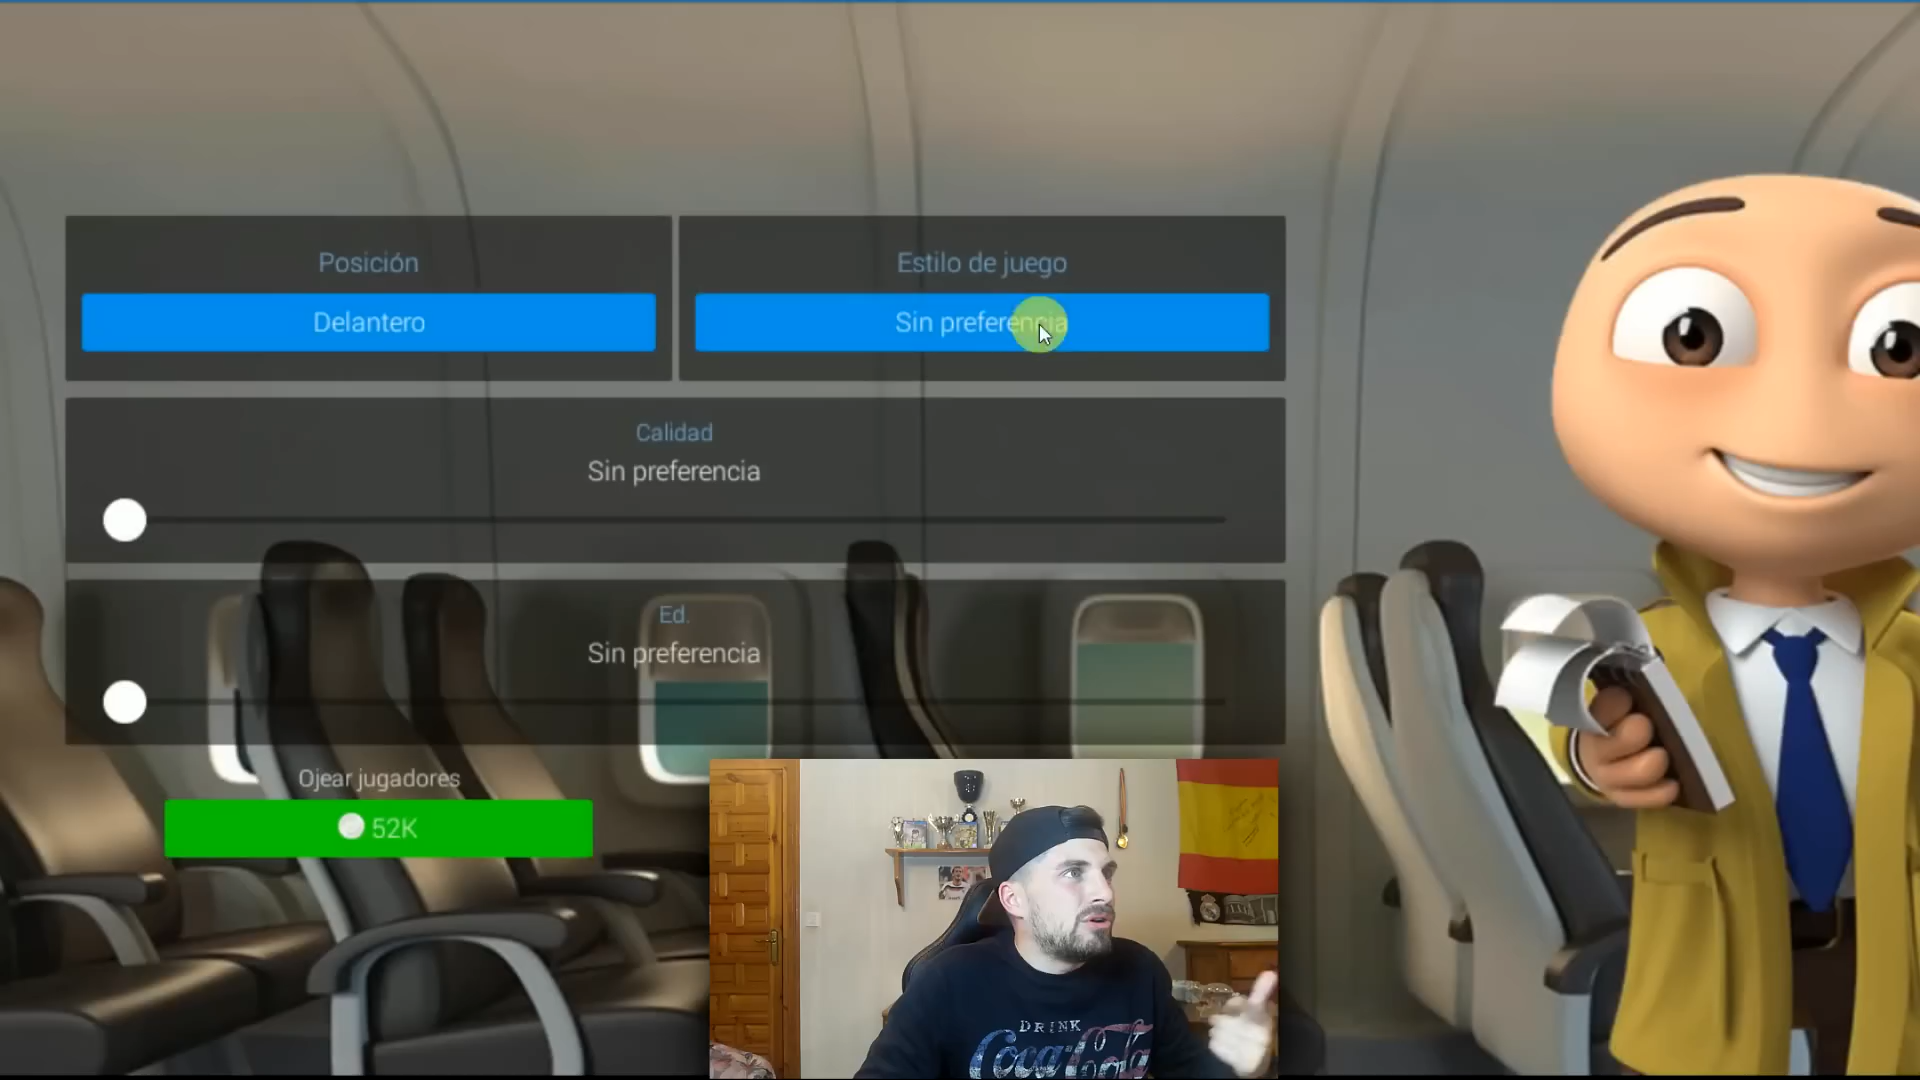 Posición
Delantero
Estilo de juego
Sin preferencia
Calidad
Sin preferencia
Ed.
Sin preferencia
Ojear jugadores
52K
DRINK
Coca Cola